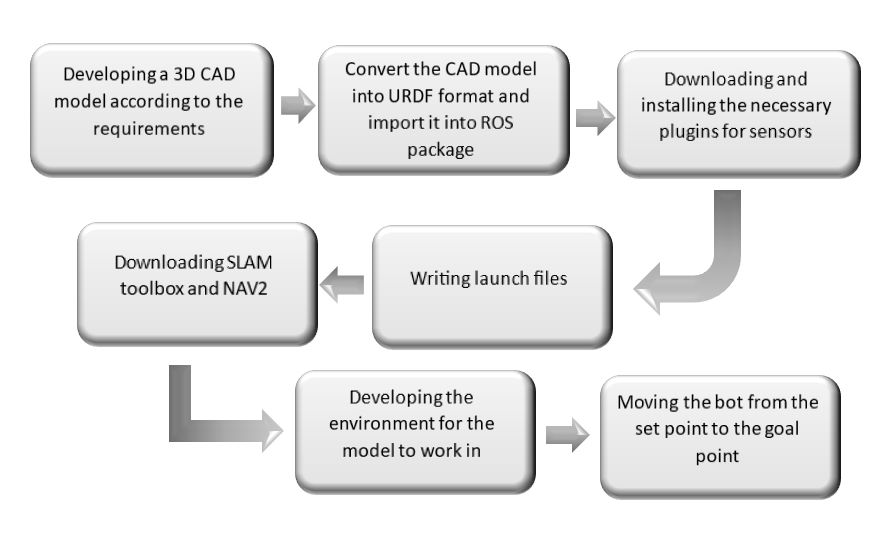 Developing a 3D CAD
model according to the
requirements
Convert the CAD model
into URDF format and
import it into ROS
package
Downloading and
installing the necessary
plugins for sensors
Writing launch files
Downloading SLAM
toolbox and NAV2
Developing the
environment for the
model to work in
Moving the bot from the
set point to the goal
point